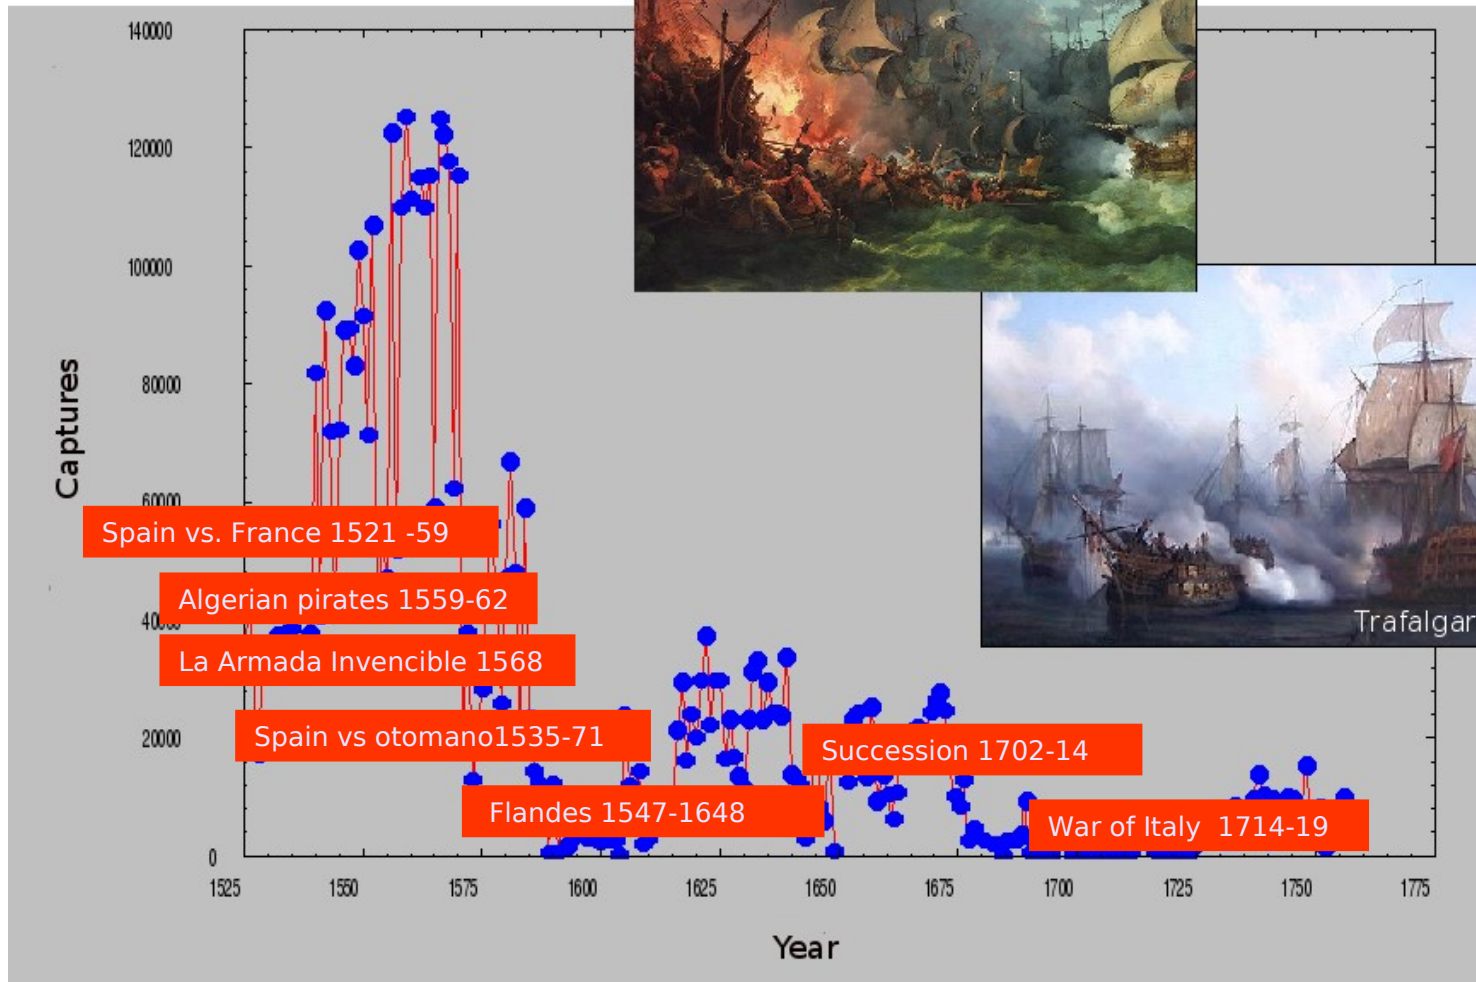 140000
120000
100000
80000
60000
40000
20000
0
Captures
Spain vs. France 1521 -59
Algerian pirates 1559-62
La Armada Invencible 1568
Spain vs otomano1535-71
Flandes 1547-1648
Succession 1702-14
War of Italy 1714-19
Trafalgar
1525 1550 1575 1600 1625 1650 1675 1700 1725 1750 1775
Year